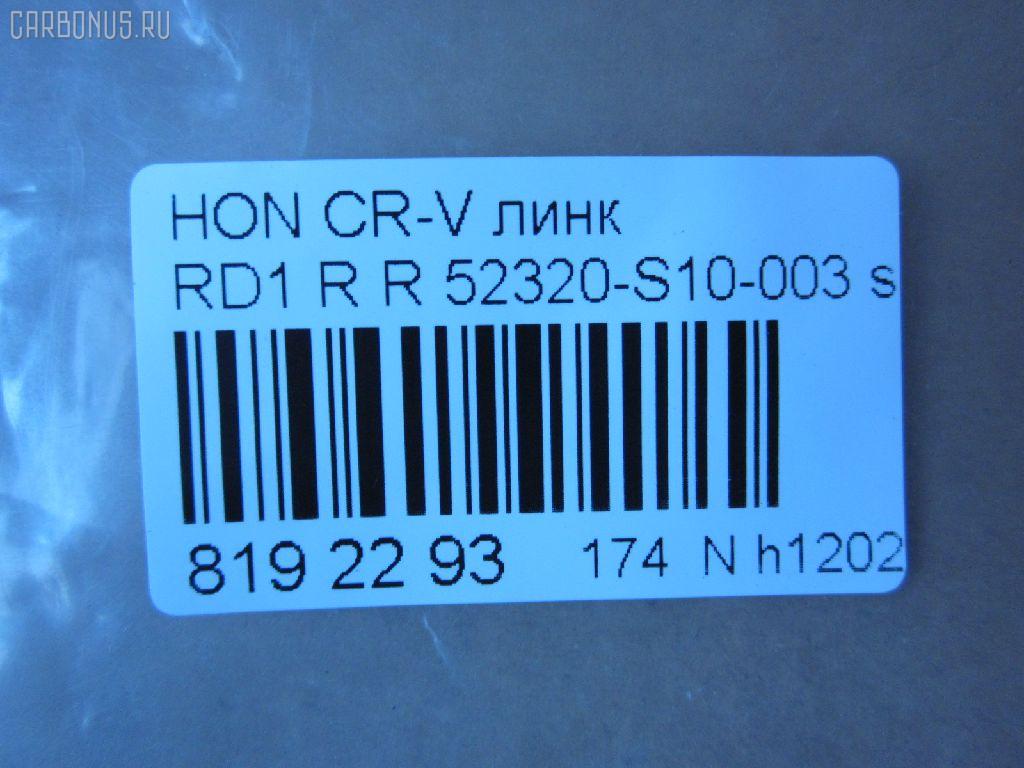 CARBONUS.RU
HON CR-V линк
RD1 R R 52320-S10-003 s
819 22 93 174 N h1202